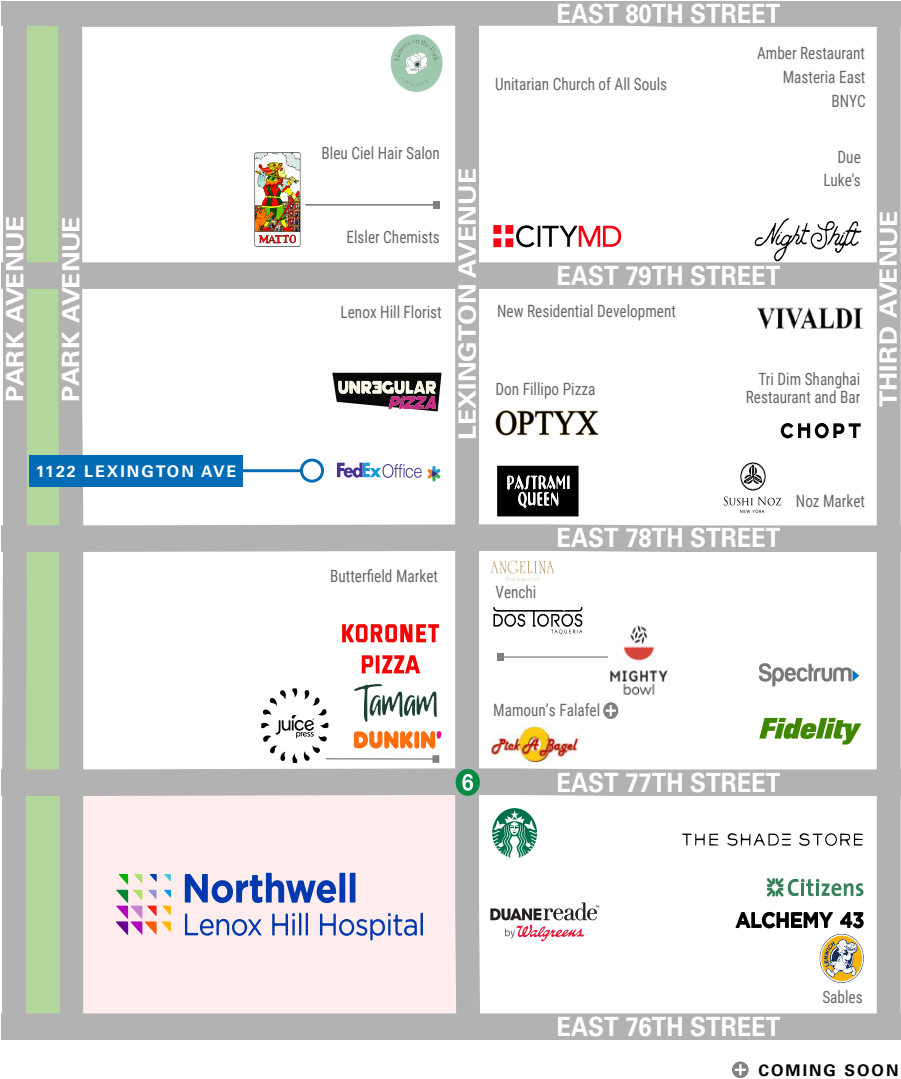 EAST 80TH STREET
Flowers on the Park
Unitarian Church of All Souls
Amber Restaurant
Masteria East
BNYC
Bleu Ciel Hair Salon
MATTO
Elsler Chemists
Due
Luke's
CITYMD
Night Shift
PARK AVENUE
PARK AVENUE
LEXINGTON AVENUE
THIRD AVENUE
EAST 79TH STREET
Lenox Hill Florist
UNREGULAR
PIZZA
1122 LEXINGTON AVE
FedEx Office
New Residential Development
VIVALDI
Don Fillipo Pizza
OPTYX
Tri Dim Shanghai
Restaurant and Bar
CHOPT
PASTRAMI
QUEEN
SUSHI NOZ
NEW YORK
Noz Market
EAST 78TH STREET
Butterfield Market
KORONET
PIZZA
Tamam
juice
press
DUNKIN'
ANGELINA
Venchi
DOS TOROS
TAQUERIA
MIGHTY
bowl
Spectrum
Mamoun's Falafel
Pick A Bagel
Fidelity
6
EAST 77TH STREET
Northwell
Lenox Hill Hospital
THE SHADE STORE
Citizens
DUANEreade
by Walgreens
ALCHEMY 43
LENWICH
Sables
EAST 76TH STREET
COMING SOON